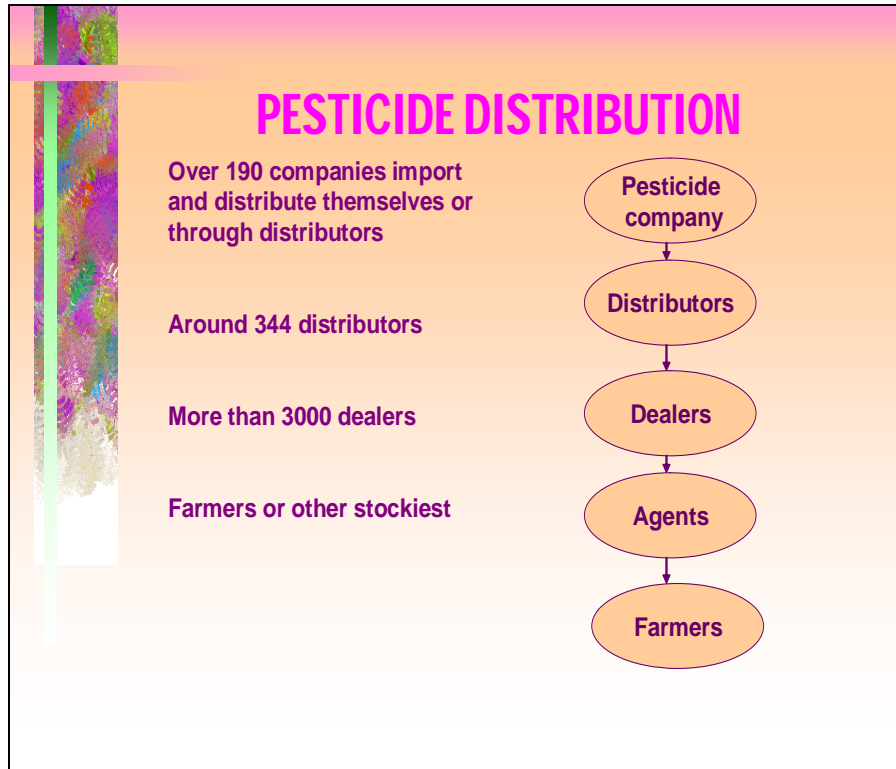 PESTICIDE DISTRIBUTION
Over 190 companies import
and distribute themselves or
through distributors
Around 344 distributors
More than 3000 dealers
Farmers or other stockiest
Pesticide
company
Distributors
Dealers
Agents
Farmers